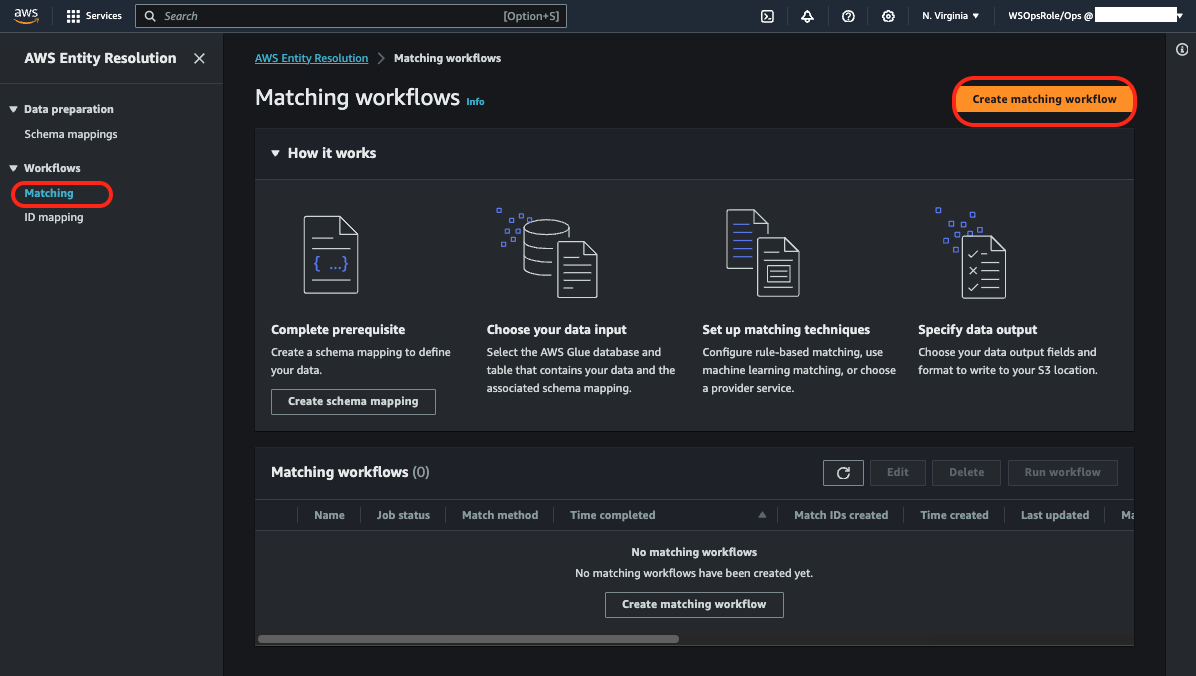 aws
Services
Search
[Option+S]
N. Virginia
WSOpsRole/Ops @
AWS Entity Resolution
Data preparation
Schema mappings
Workflows
Matching
ID mapping
AWS Entity Resolution
Matching workflows
Matching workflows Info
Create matching workflow
How it works
{ ...}
Complete prerequisite
Create a schema mapping to define
your data.
Create schema mapping
Choose your data input
Select the AWS Glue database and
table that contains your data and the
associated schema mapping.
Set up matching techniques
Configure rule-based matching, use
machine learning matching, or choose
a provider service.
Specify data output
Choose your data output fields and
format to write to your S3 location.
Matching workflows (0)
Edit
Delete
Run workflow
Name
Job status
Match method
Time completed
Match IDs created
Time created
Last updated
Ma
No matching workflows
No matching workflows have been created yet.
Create matching workflow